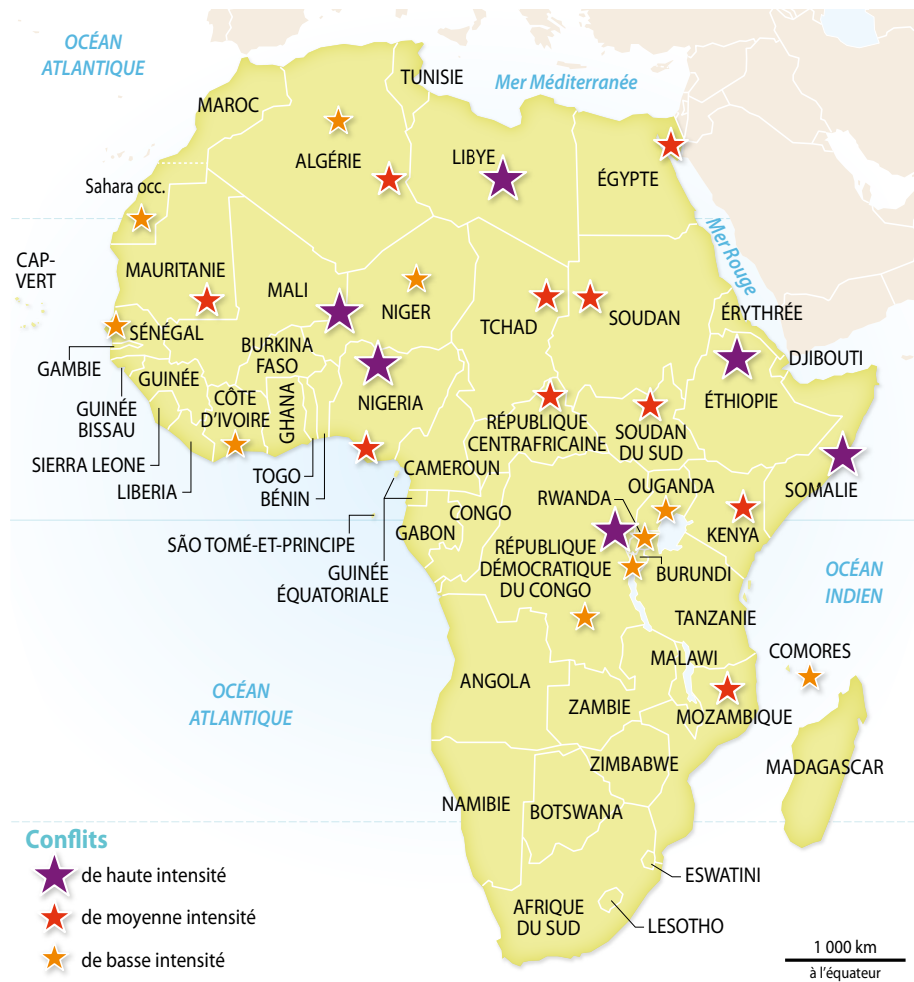 OCÉAN
ATLANTIQUE
TUNISIE
Mer Méditerranée
MAROC
ALGÉRIE
LIBYE
ÉGYPTE
Sahara occ.
Mer Rouge
CAP-
VERT
MAURITANIE
MALI
NIGER
TCHAD
SOUDAN
ÉRYTHRÉE
SÉNÉGAL
BURKINA
FASO
DJIBOUTI
GAMBIE
GUINÉE
CÔTE
D’IVOIRE
GHANA
NIGERIA
ÉTHIOPIE
GUINÉE
BISSAU
RÉPUBLIQUE
CENTRAFRICAINE
SOUDAN
DU SUD
SIERRA LEONE
LIBERIA
TOGO
BÉNIN
CAMEROUN
SOMALIE
OUGANDA
RWANDA
CONGO
GABON
KENYA
SÃO TOMÉ-ET-PRINCIPE
RÉPUBLIQUE
DÉMOCRATIQUE
DU CONGO
GUINÉE
ÉQUATORIALE
BURUNDI
OCÉAN
INDIEN
TANZANIE
COMORES
MALAWI
ANGOLA
OCÉAN
ATLANTIQUE
ZAMBIE
MOZAMBIQUE
ZIMBABWE
MADAGASCAR
NAMIBIE
BOTSWANA
Conflits
de haute intensité
de moyenne intensité
de basse intensité
ESWATINI
AFRIQUE
DU SUD
LESOTHO
1 000 km
à l’équateur